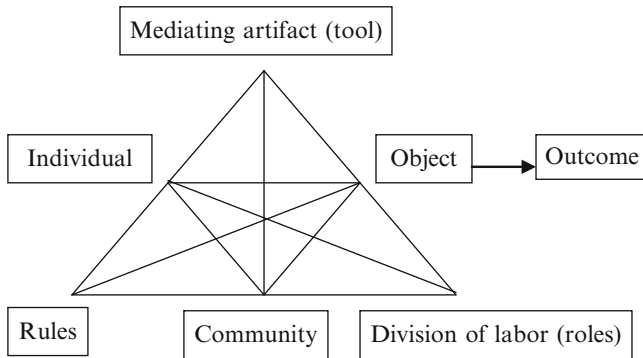 Mediating artifact (tool)
Individual
Object
Outcome
Rules
Community
Division of labor (roles)